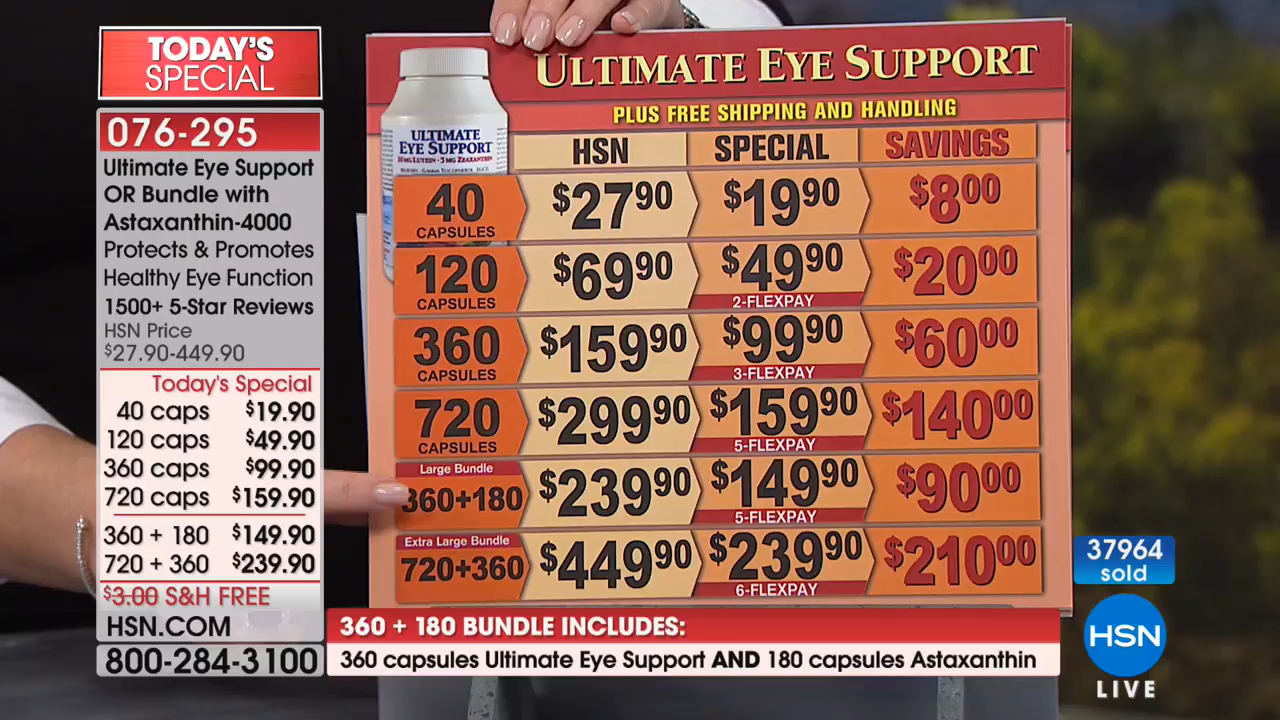 TODAY'S
SPECIAL
076-295
Ultimate Eye Support
OR Bundle with
Astaxanthin-4000
Protects & Promotes
Healthy Eye Function
1500+ 5-Star Reviews
HSN Price
$27.90-449.90
Today's Special
40 caps $19.90
120 caps $49.90
360 caps $99.90
720 caps $159.90
360 + 180 $149.90
720 + 360 $239.90
$3.00 S&H FREE
HSN.COM
800-284-3100
ULTIMATE EYE SUPPORT
PLUS FREE SHIPPING AND HANDLING
ULTIMATE
EYE SUPPORT
HSN SPECIAL SAVINGS
40 CAPSULES $27.90 $19.90 $8.00
120 CAPSULES $69.90 $49.90 $20.00
2-FLEXPAY
360 CAPSULES $159.90 $99.90 $60.00
3-FLEXPAY
720 CAPSULES $299.90 $159.90 $140.00
5-FLEXPAY
Large Bundle
360+180 $239.90 $149.90 $90.00
5-FLEXPAY
Extra Large Bundle
720+360 $449.90 $239.90 $210.00
6-FLEXPAY
360 + 180 BUNDLE INCLUDES:
360 capsules Ultimate Eye Support AND 180 capsules Astaxanthin
37964
sold
HSN
LIVE